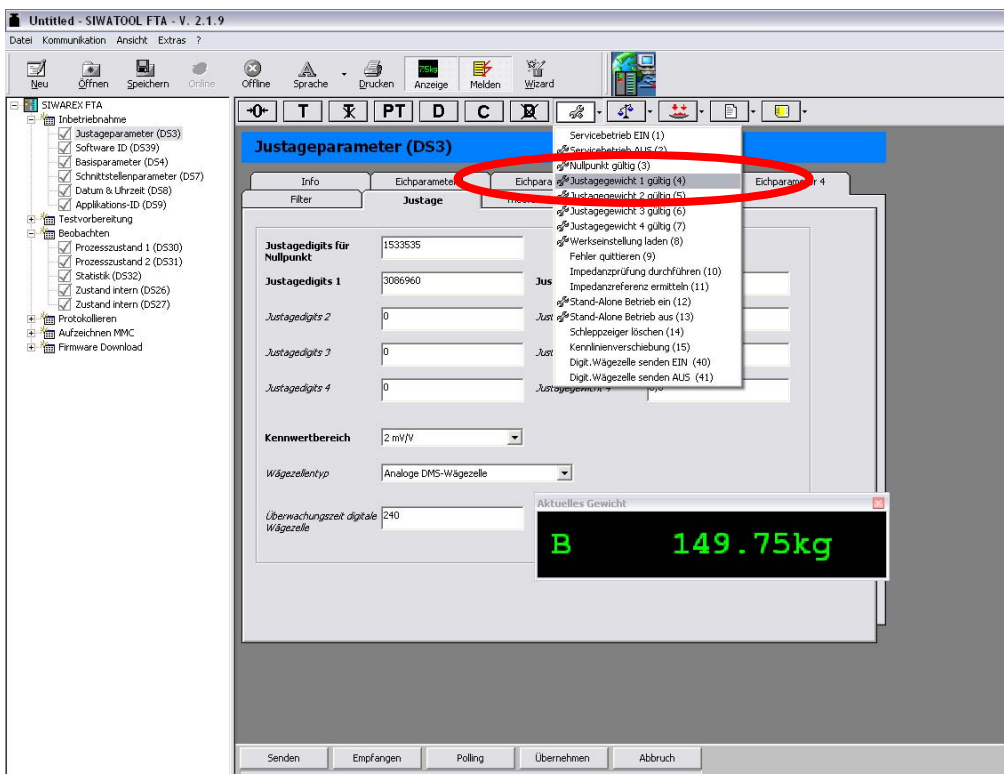 Untitled - SIWATOOL FTA - V. 2.1.9
Datei Kommunikation Ansicht Extras ?
Neu Öffnen Speichern Online Offline Sprache Drucken Anzeige Melden Wizard
SIWAREX FTA
Inbetriebnahme
Justageparameter (DS3)
Software ID (DS39)
Basisparameter (DS4)
Schnittstellenparameter (DS7)
Datum & Uhrzeit (DS8)
Applikations-ID (DS9)
Testvorbereitung
Beobachten
Prozesszustand 1 (DS30)
Prozesszustand 2 (DS31)
Statistik (DS32)
Zustand intern (DS26)
Zustand intern (DS27)
Protokollieren
Aufzeichnen MMC
Firmware Download
→0← T T PT D C D
Justageparameter (DS3)
Info Eichparameter Eichpara Eichparameter 4
Filter Justage
Servicebetrieb EIN (1)
Servicebetrieb AUS (2)
Nullpunkt gültig (3)
Justagegewicht 1 gültig (4)
Justagegewicht 2 gültig (5)
Justagegewicht 3 gültig (6)
Justagegewicht 4 gültig (7)
Werkseinstellung laden (8)
Fehler quittieren (9)
Impedanzprüfung durchführen (10)
Impedanzreferenz ermitteln (11)
Stand-Alone Betrieb ein (12)
Stand-Alone Betrieb aus (13)
Schleppzeiger löschen (14)
Kennlinienverschiebung (15)
Digit.Wägezelle senden EIN (40)
Digit.Wägezelle senden AUS (41)
Justagedigits für Nullpunkt 1533535
Justagedigits 1 3086960 Jus
Justagedigits 2 0 Just
Justagedigits 3 0 Just
Justagedigits 4 0 Justagegewicht 4 0,0
Kennwertbereich 2 mV/V
Wägezellentyp Analoge DMS-Wägezelle
Überwachungszeit digitale Wägezelle 240
Aktuelles Gewicht
B 149.75kg
Senden Empfangen Polling Übernehmen Abbruch